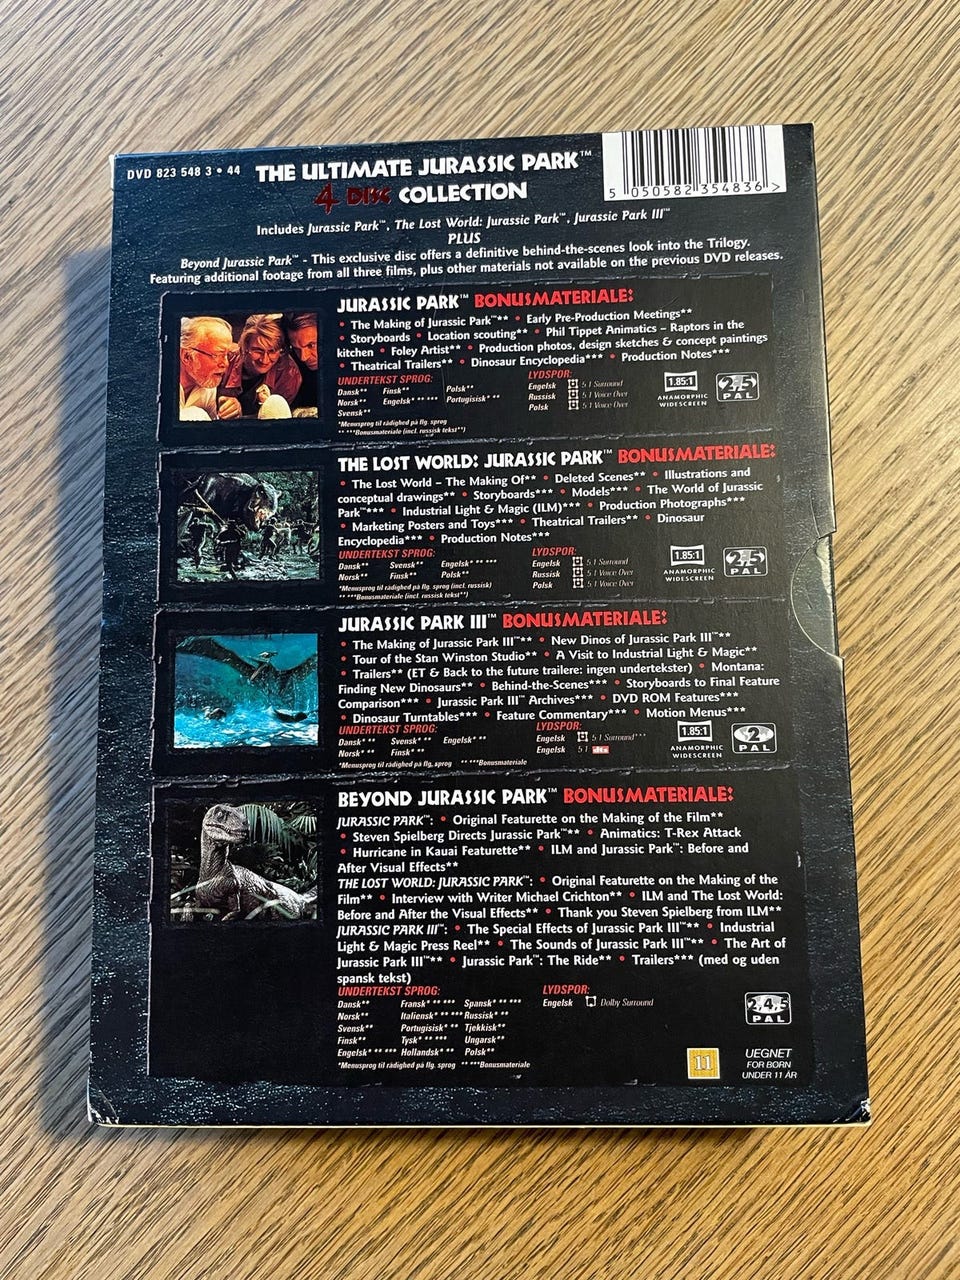 DVD 823 548 3 • 44
THE ULTIMATE JURASSIC PARK™
4 DISC COLLECTION
5 050582 354836 >
Includes Jurassic Park™, The Lost World: Jurassic Park™, Jurassic Park III™
PLUS
Beyond Jurassic Park™ - This exclusive disc offers a definitive behind-the-scenes look into the Trilogy.
Featuring additional footage from all three films, plus other materials not available on the previous DVD releases.
JURASSIC PARK™ BONUSMATERIALE:
• The Making of Jurassic Park™** • Early Pre-Production Meetings**
• Storyboards • Location scouting** • Phil Tippet Animatics – Raptors in the
kitchen • Foley Artist** • Production photos, design sketches & concept paintings
• Theatrical Trailers** • Dinosaur Encyclopedia*** • Production Notes***
UNDERTEKST SPROG:
Dansk** Finsk** Polsk**
Norsk** Engelsk* ** *** Portugisisk* **
Svensk**
*Menusprog til rådighed på flg. sprog
** ***Bonusmateriale (incl. russisk tekst**)
LYDSPOR:
Engelsk 5 1 Surround
Russisk 5 1 Voice Over
Polsk 5 1 Voice Over
1.85:1
ANAMORPHIC
WIDESCREEN
2,5
PAL
THE LOST WORLD: JURASSIC PARK™ BONUSMATERIALE:
• The Lost World – The Making Of** • Deleted Scenes** • Illustrations and
conceptual drawings** • Storyboards*** • Models*** • The World of Jurassic
Park™*** • Industrial Light & Magic (ILM)*** • Production Photographs***
• Marketing Posters and Toys*** • Theatrical Trailers** • Dinosaur
Encyclopedia*** • Production Notes***
UNDERTEKST SPROG:
Dansk** Svensk** Engelsk* ** ***
Norsk** Finsk** Polsk**
*Menusprog til rådighed på flg. sprog (incl. russisk)
** ***Bonusmateriale (incl. russisk tekst**)
LYDSPOR:
Engelsk 5 1 Surround
Russisk 5 1 Voice Over
Polsk 5 1 Voice Over
1.85:1
ANAMORPHIC
WIDESCREEN
2,5
PAL
JURASSIC PARK III™ BONUSMATERIALE:
• The Making of Jurassic Park III™** • New Dinos of Jurassic Park III™**
• Tour of the Stan Winston Studio** • A Visit to Industrial Light & Magic**
• Trailers** (ET & Back to the future trailere: ingen undertekster) • Montana:
Finding New Dinosaurs** • Behind-the-Scenes*** • Storyboards to Final Feature
Comparison*** • Jurassic Park III™ Archives*** • DVD ROM Features***
• Dinosaur Turntables*** • Feature Commentary*** • Motion Menus***
UNDERTEKST SPROG:
Dansk* ** Svensk* ** Engelsk* **
Norsk* ** Finsk* **
*Menusprog til rådighed på flg. sprog ** ***Bonusmateriale
LYDSPOR:
Engelsk 5 1 Surround***
Engelsk 5 1 dts
1.85:1
ANAMORPHIC
WIDESCREEN
2
PAL
BEYOND JURASSIC PARK™ BONUSMATERIALE:
JURASSIC PARK™: • Original Featurette on the Making of the Film**
• Steven Spielberg Directs Jurassic Park™** • Animatics: T-Rex Attack
• Hurricane in Kauai Featurette** • ILM and Jurassic Park™: Before and
After Visual Effects**
THE LOST WORLD: JURASSIC PARK™: • Original Featurette on the Making of the
Film** • Interview with Writer Michael Crichton** • ILM and The Lost World:
Before and After the Visual Effects** • Thank you Steven Spielberg from ILM**
JURASSIC PARK III™: • The Special Effects of Jurassic Park III™** • Industrial
Light & Magic Press Reel** • The Sounds of Jurassic Park III™** • The Art of
Jurassic Park III™** • Jurassic Park™: The Ride** • Trailers*** (med og uden
spansk tekst)
UNDERTEKST SPROG:
Dansk** Fransk* ** *** Spansk* ** ***
Norsk** Italiensk* ** *** Russisk* **
Svensk** Portugisisk* ** Tjekkisk**
Finsk** Tysk* ** *** Ungarsk**
Engelsk* ** *** Hollandsk* ** Polsk**
*Menusprog til rådighed på flg. sprog ** ***Bonusmateriale
LYDSPOR:
Engelsk Dolby Surround
2,4,5
PAL
11
UEGNET
FOR BØRN
UNDER 11 ÅR